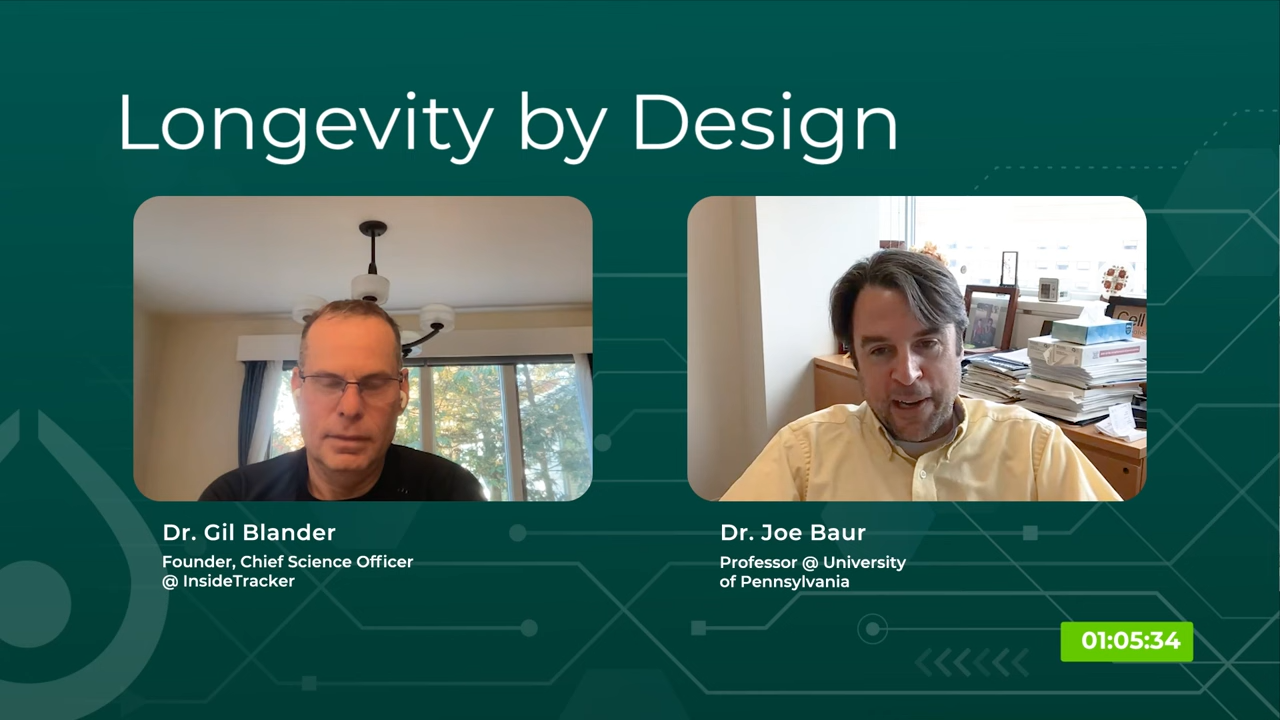 Longevity by Design
Cell
Dr. Gil Blander
Founder, Chief Science Officer
@ InsideTracker
Dr. Joe Baur
Professor @ University
of Pennsylvania
01:05:34